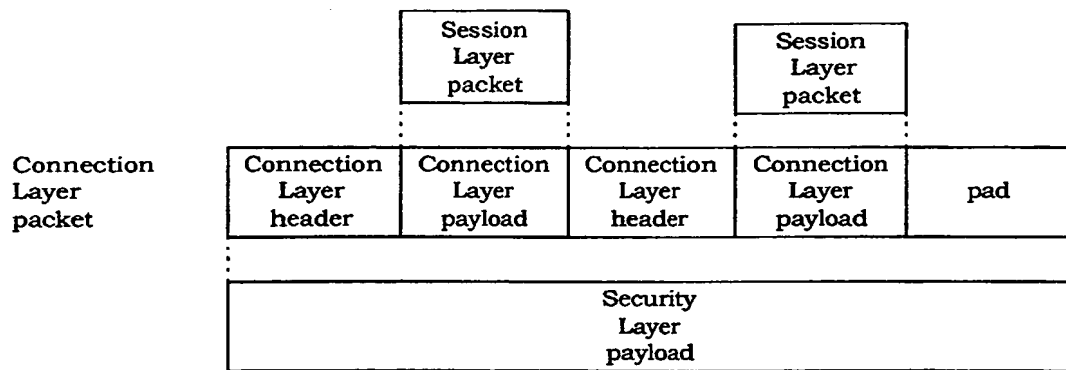 Session
Layer
packet
Session
Layer
packet
Connection
Layer
packet
Connection
Layer
header
Connection
Layer
payload
Connection
Layer
header
Connection
Layer
payload
pad
Security
Layer
payload